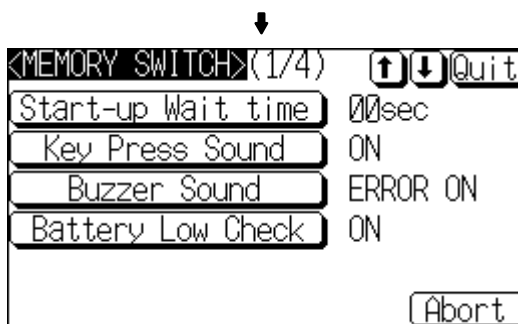 <MEMORY SWITCH>(1/4) ↑ ↓ Quit
Start-up Wait time 00sec
Key Press Sound ON
Buzzer Sound ERROR ON
Battery Low Check ON
Abort